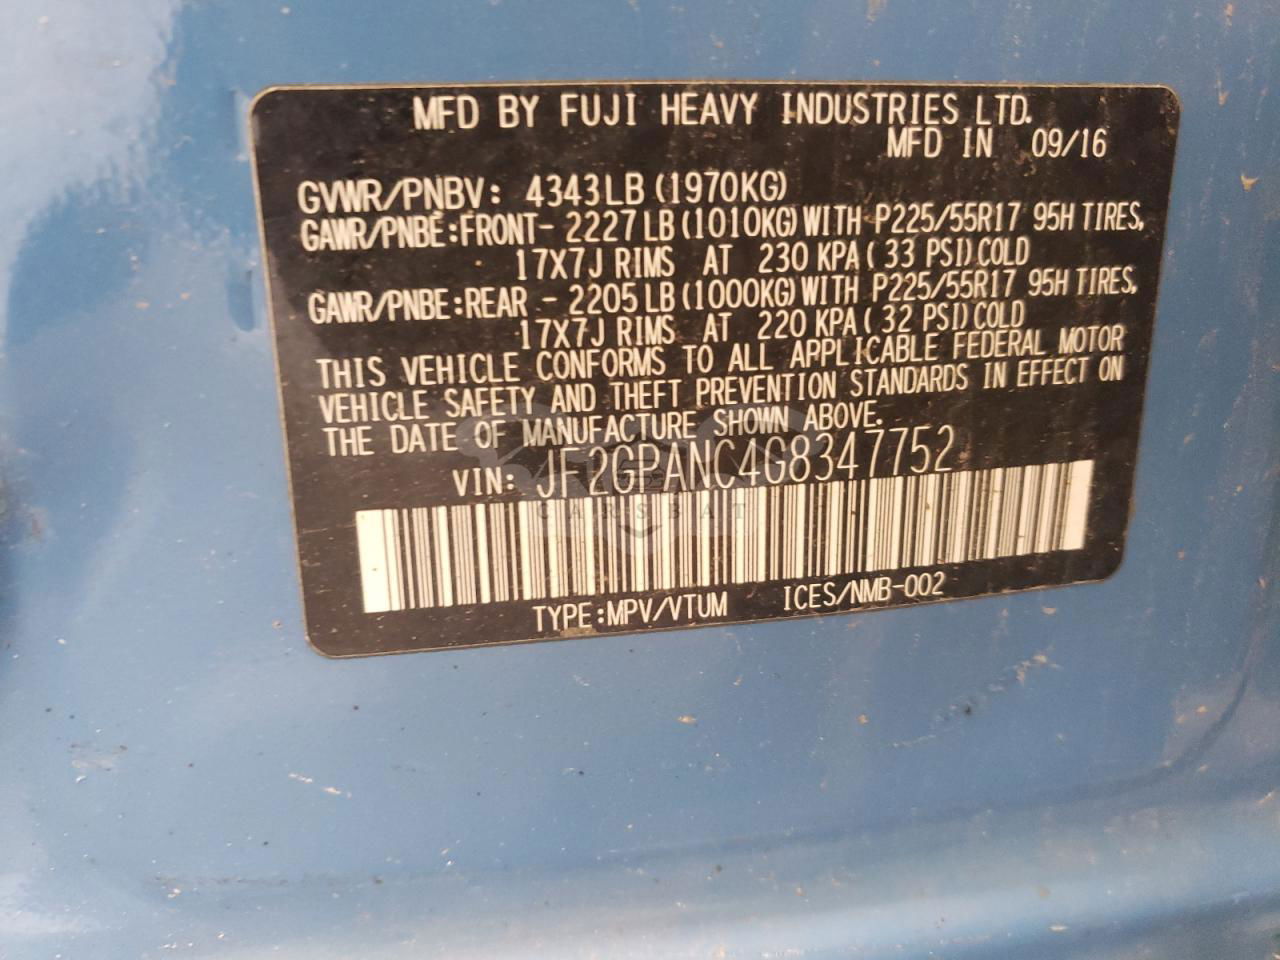 MFD BY FUJI HEAVY INDUSTRIES LTD.
MFD IN 09/16
GVWR/PNBV: 4343LB (1970KG)
GAWR/PNBE:FRONT- 2227LB (1010KG) WITH P225/55R17 95H TIRES,
17X7J RIMS AT 230 KPA ( 33 PSI) COLD
GAWR/PNBE:REAR - 2205LB (1000KG) WITH P225/55R17 95H TIRES,
17X7J RIMS AT 220 KPA ( 32 PSI) COLD
THIS VEHICLE CONFORMS TO ALL APPLICABLE FEDERAL MOTOR
VEHICLE SAFETY AND THEFT PREVENTION STANDARDS IN EFFECT ON
THE DATE OF MANUFACTURE SHOWN ABOVE.
VIN: JF2GPANC4G8347752
CARSBAT
TYPE:MPV/VTUM ICES/NMB-002